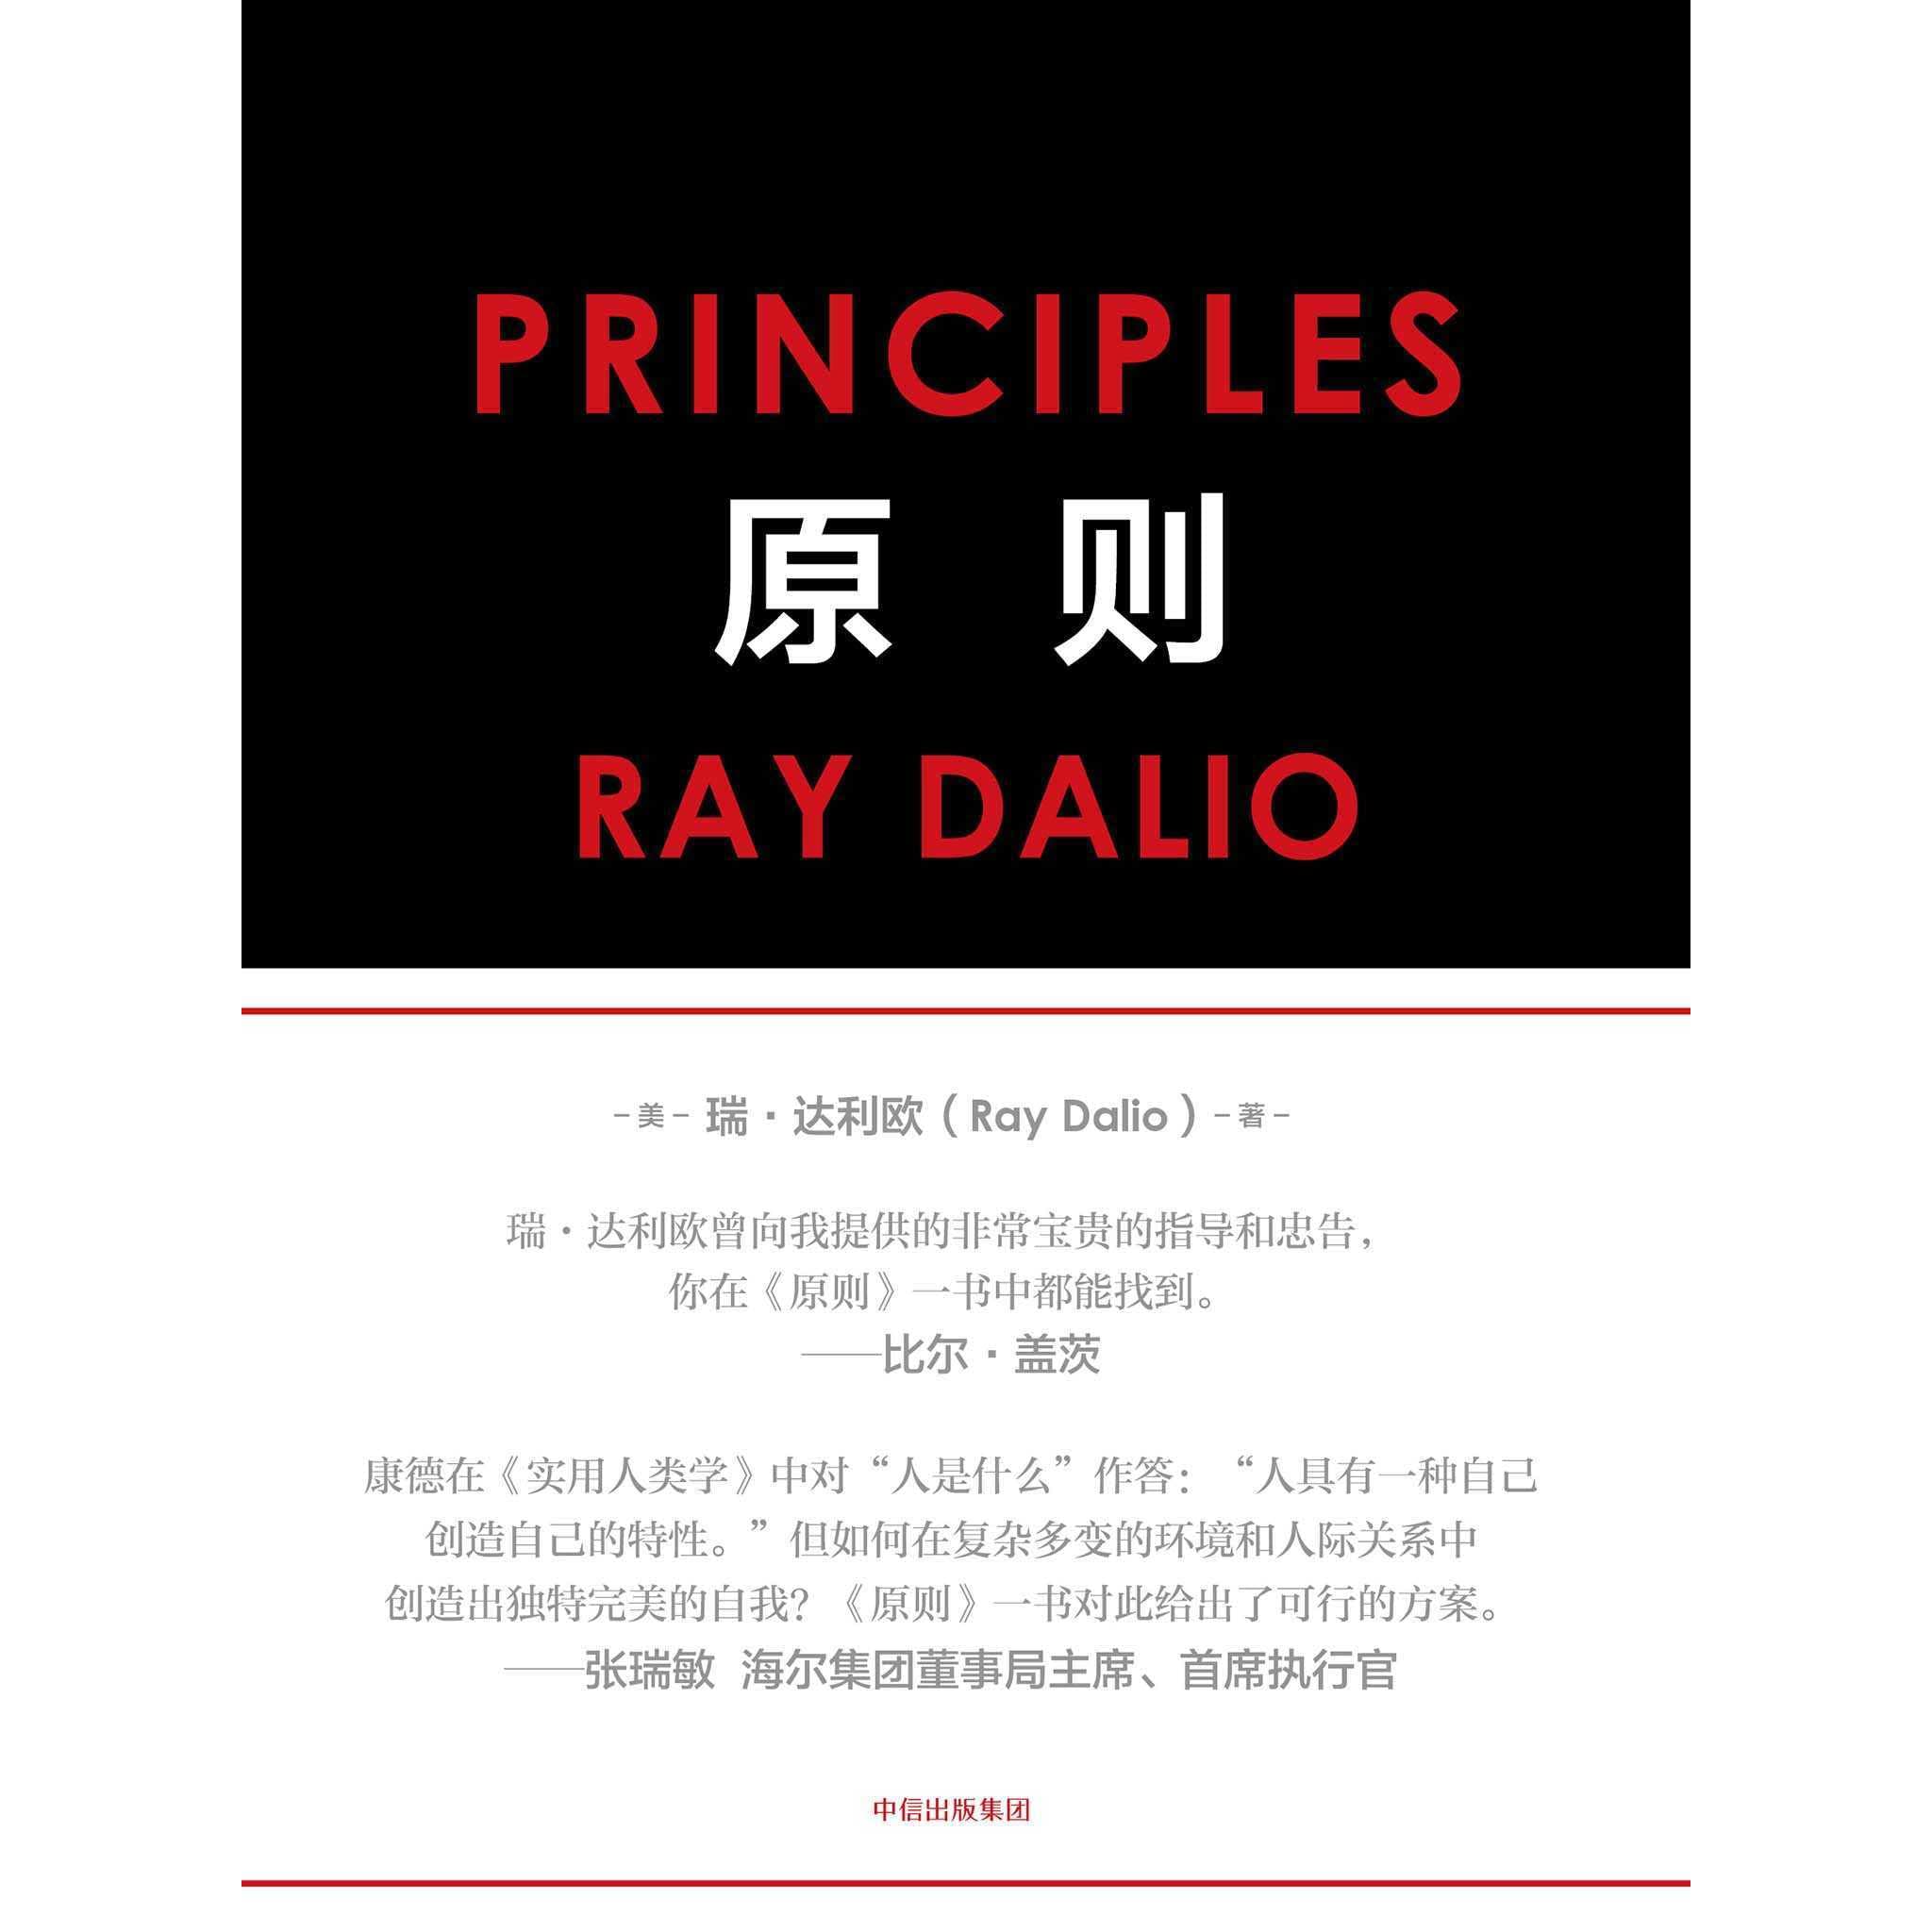 PRINCIPLES
原则
RAY DALIO
－美－ 瑞·达利欧（Ray Dalio）－著－
瑞·达利欧曾向我提供的非常宝贵的指导和忠告，
你在《原则》一书中都能找到。
——比尔·盖茨
康德在《实用人类学》中对“人是什么”作答：“人具有一种自己
创造自己的特性。”但如何在复杂多变的环境和人际关系中
创造出独特完美的自我？《原则》一书对此给出了可行的方案。
——张瑞敏 海尔集团董事局主席、首席执行官
中信出版集团